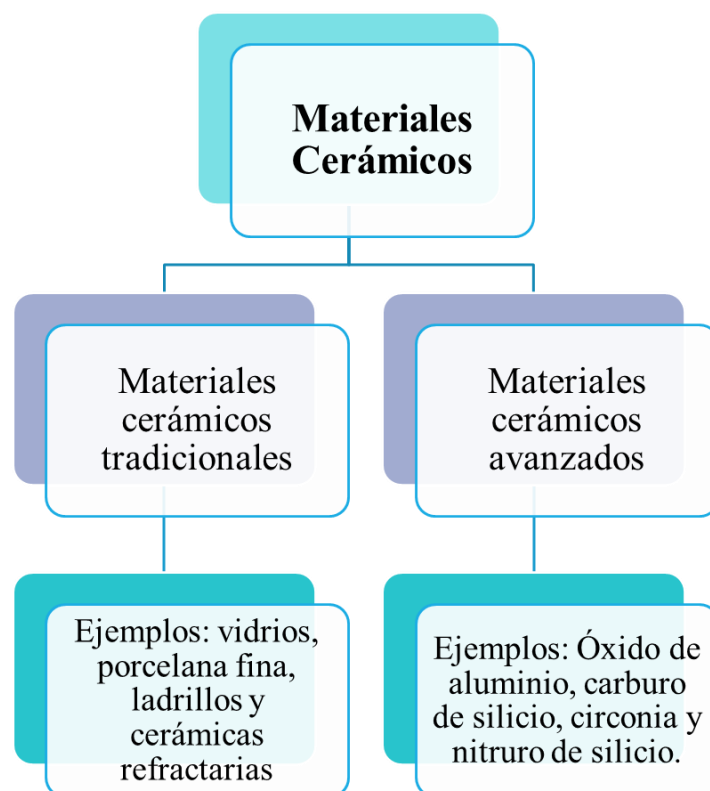 Materiales
Cerámicos
Materiales
cerámicos
tradicionales
Materiales
cerámicos
avanzados
Ejemplos: vidrios,
porcelana fina,
ladrillos y
cerámicas
refractarias
Ejemplos: Óxido de
aluminio, carburo
de silicio, circonia y
nitruro de silicio.